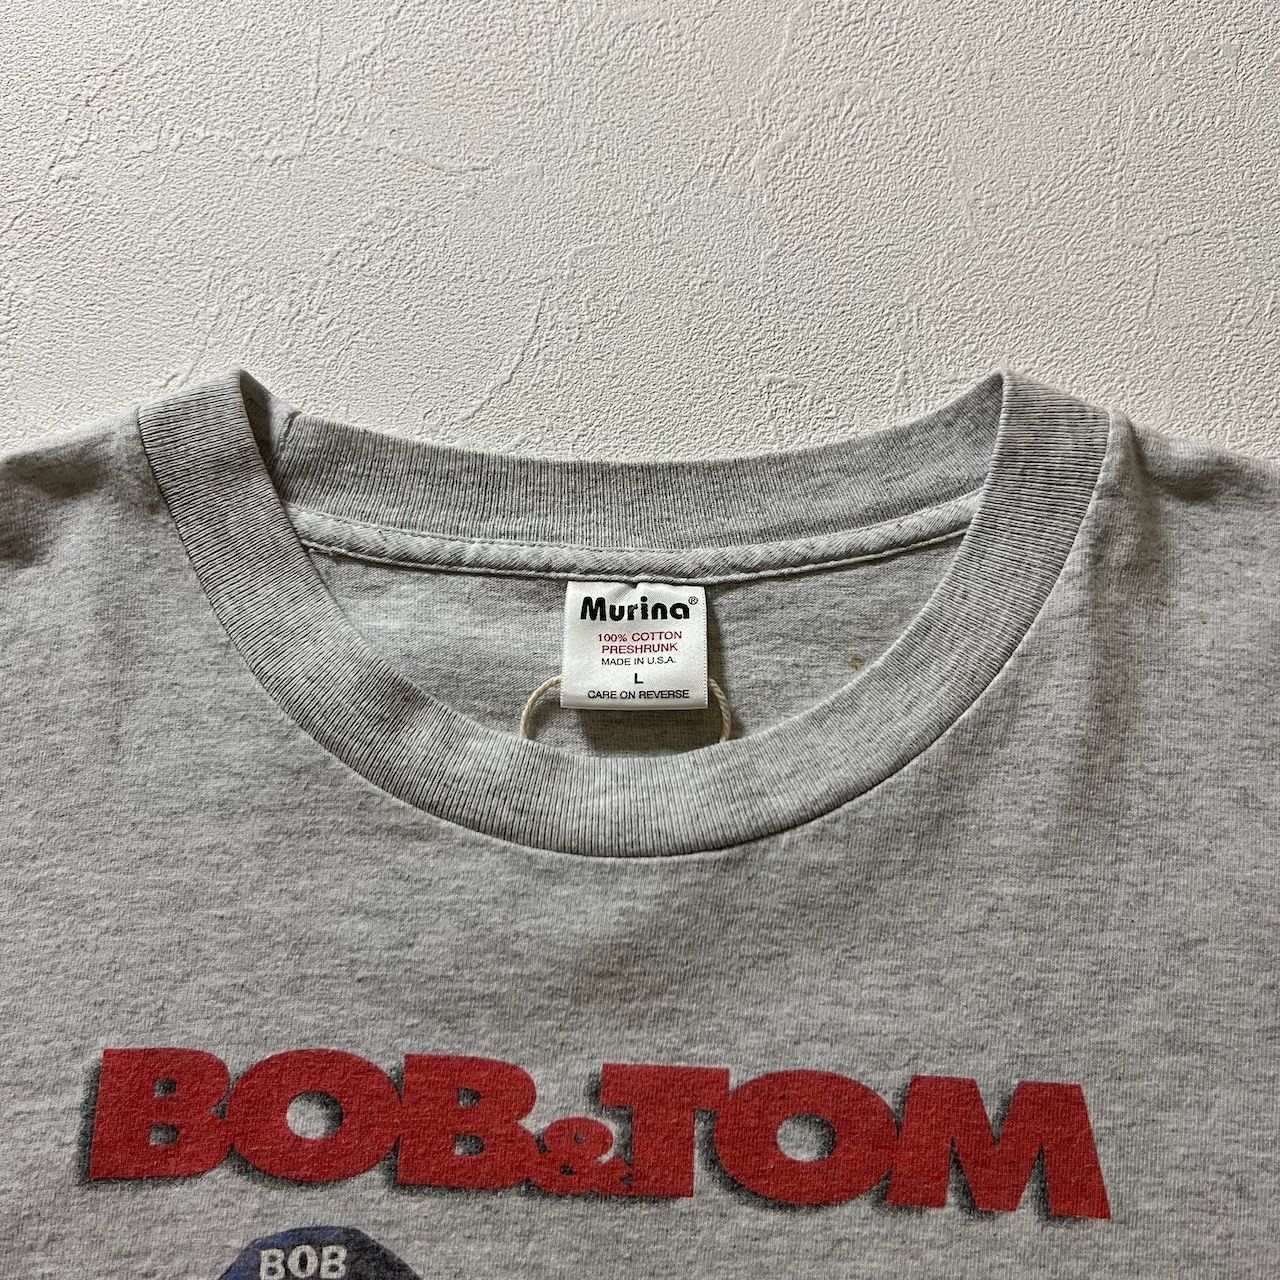 Murina®
100% COTTON
PRESHRUNK
MADE IN U.S.A.
L
CARE ON REVERSE
BOB&TOM
BOB